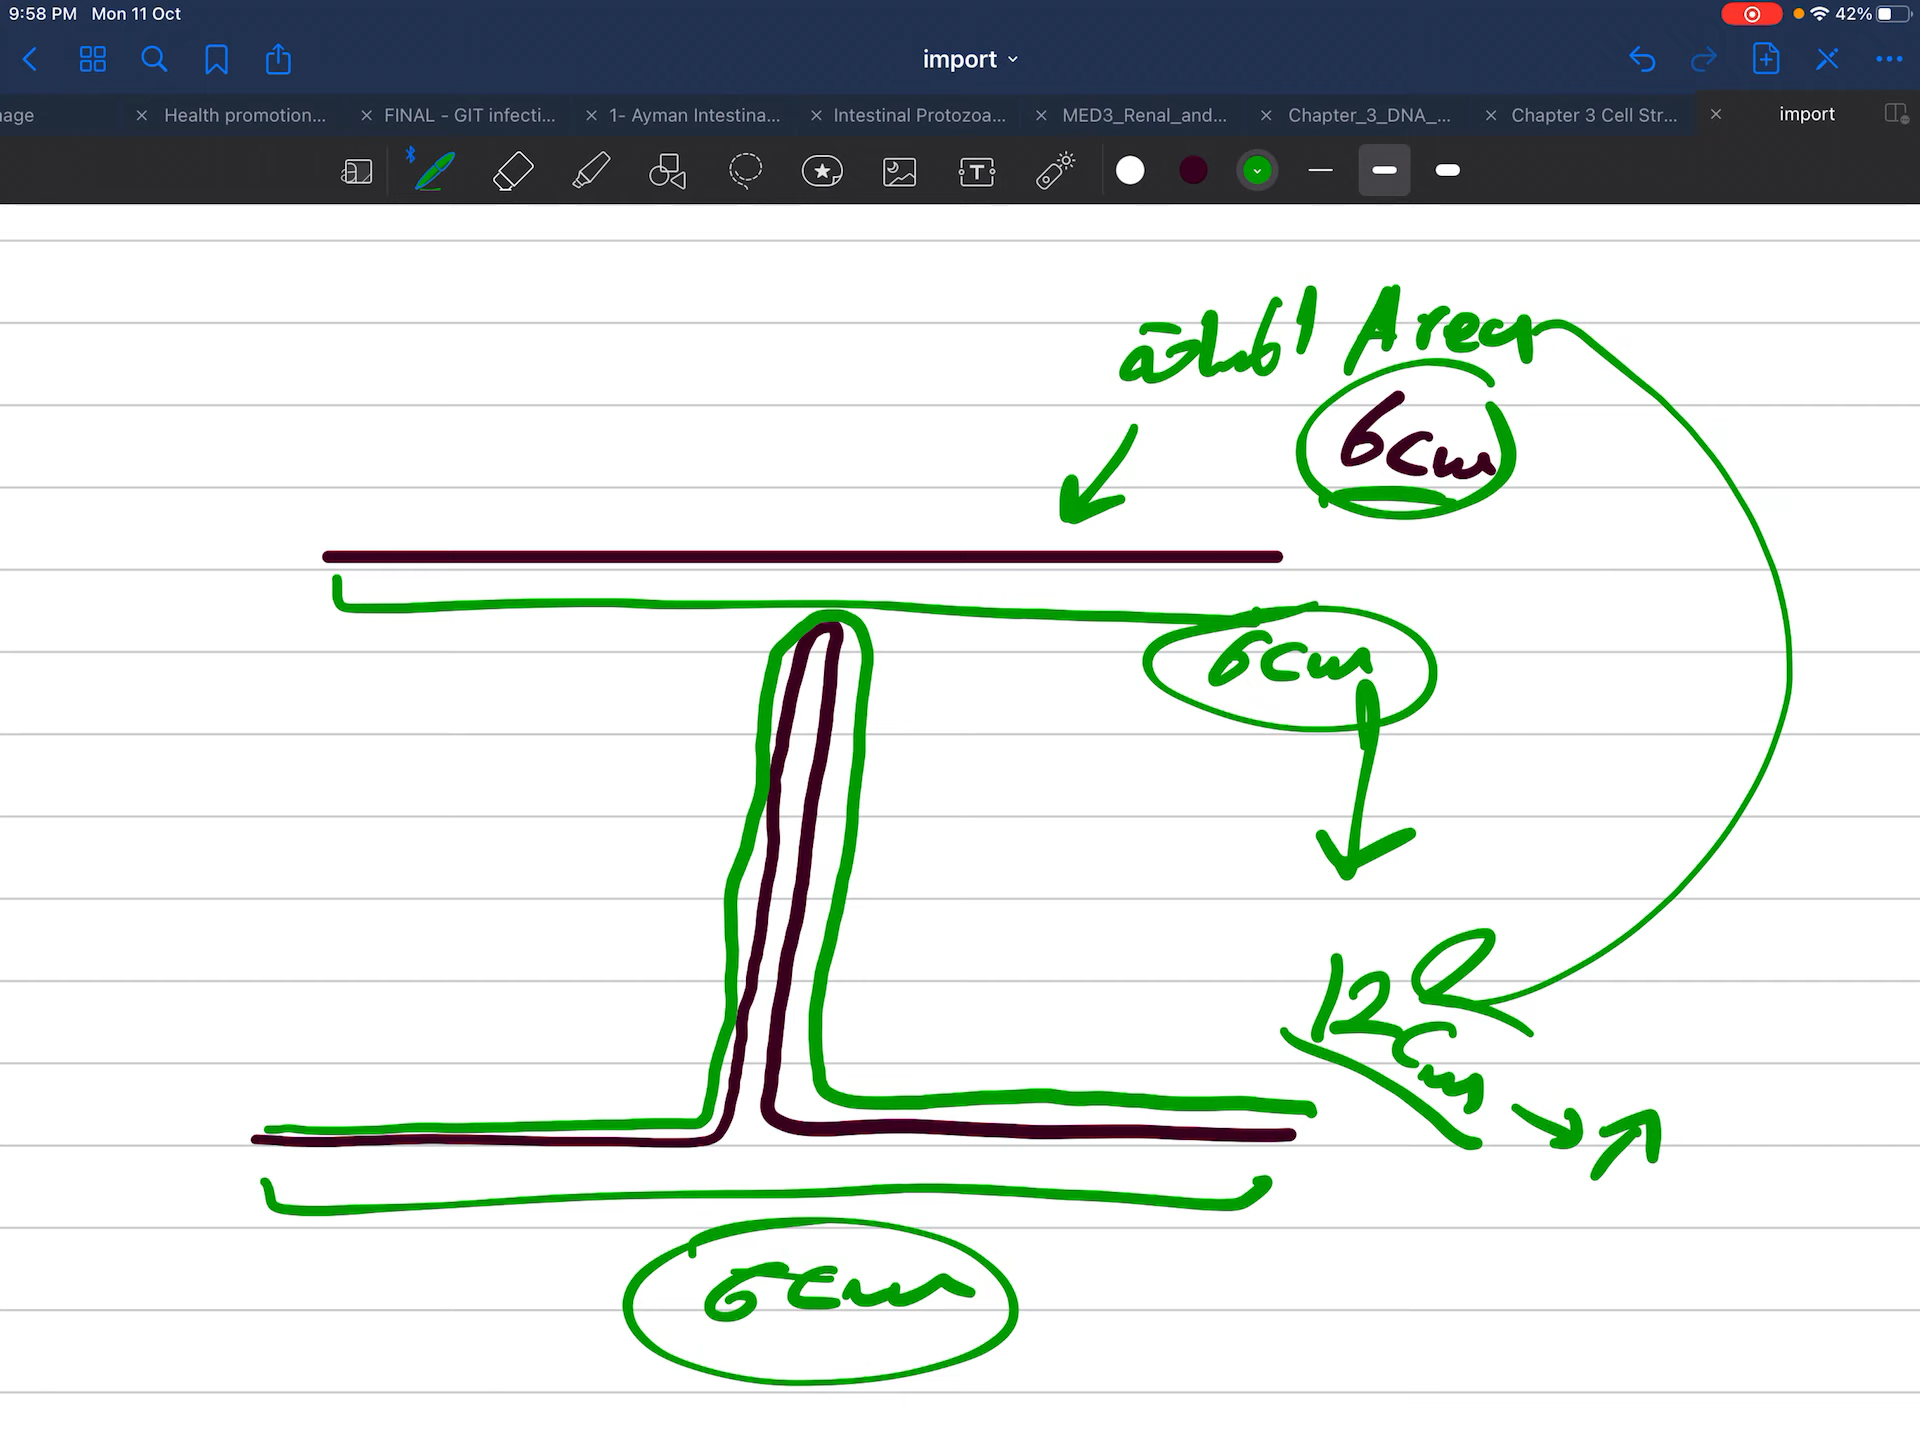 9:58 PM Mon 11 Oct
42%
import
nage
Health promotion...
FINAL - GIT infecti...
1- Ayman Intestina...
Intestinal Protozoa...
MED3_Renal_and...
Chapter_3_DNA_...
Chapter 3 Cell Str...
import
Area
6cm
6cm
12
cm
6cm